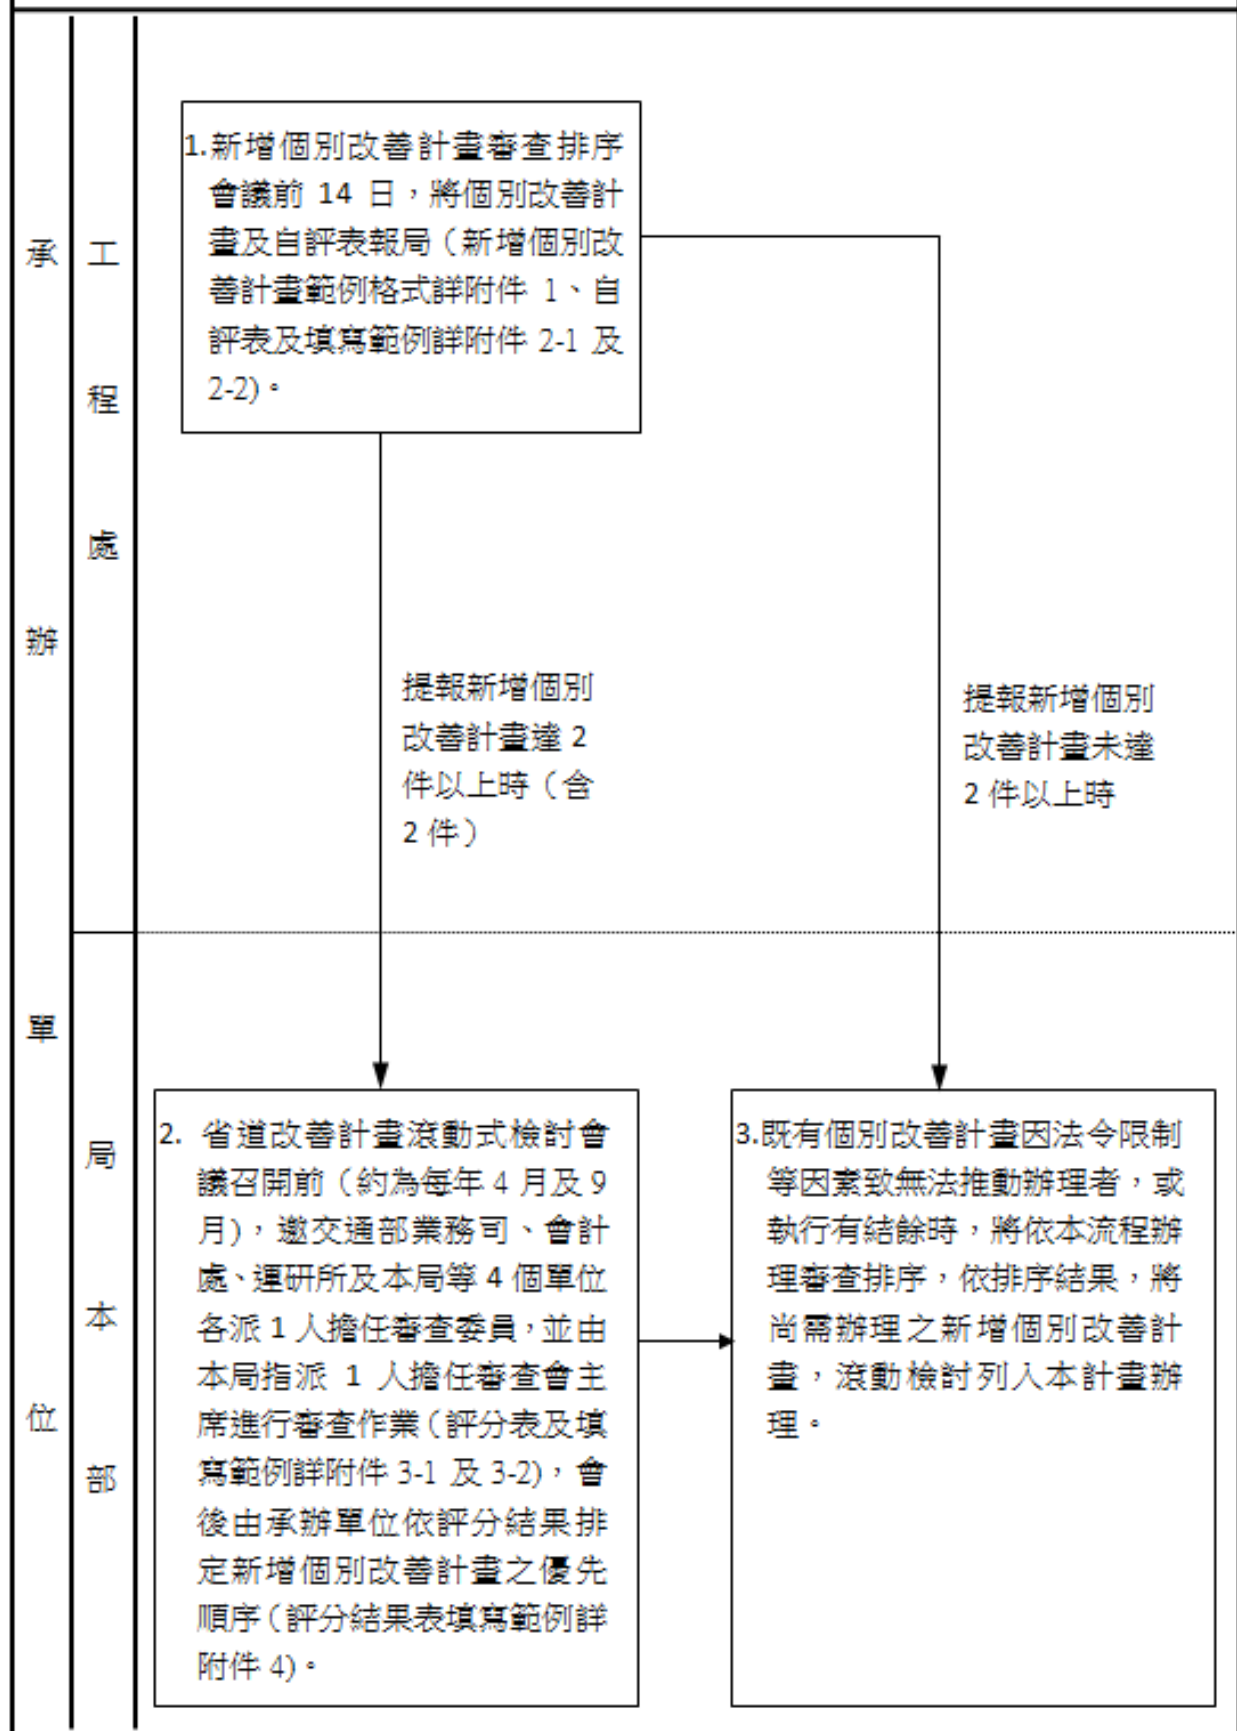 承辦單位
工程處
1.新增個別改善計畫審查排序
會議前 14 日，將個別改善計
畫及自評表報局（新增個別改
善計畫範例格式詳附件 1、自
評表及填寫範例詳附件 2-1 及
2-2)。
提報新增個別
改善計畫達 2
件以上時（含
2 件）
提報新增個別
改善計畫未達
2 件以上時
局本部
2. 省道改善計畫滾動式檢討會
議召開前（約為每年 4 月及 9
月)，邀交通部業務司、會計
處、運研所及本局等 4 個單位
各派 1 人擔任審查委員，並由
本局指派 1 人擔任審查會主
席進行審查作業（評分表及填
寫範例詳附件 3-1 及 3-2)，會
後由承辦單位依評分結果排
定新增個別改善計畫之優先
順序（評分結果表填寫範例詳
附件 4)。
3.既有個別改善計畫因法令限制
等因素致無法推動辦理者，或
執行有結餘時，將依本流程辦
理審查排序，依排序結果，將
尚需辦理之新增個別改善計
畫，滾動檢討列入本計畫辦
理。